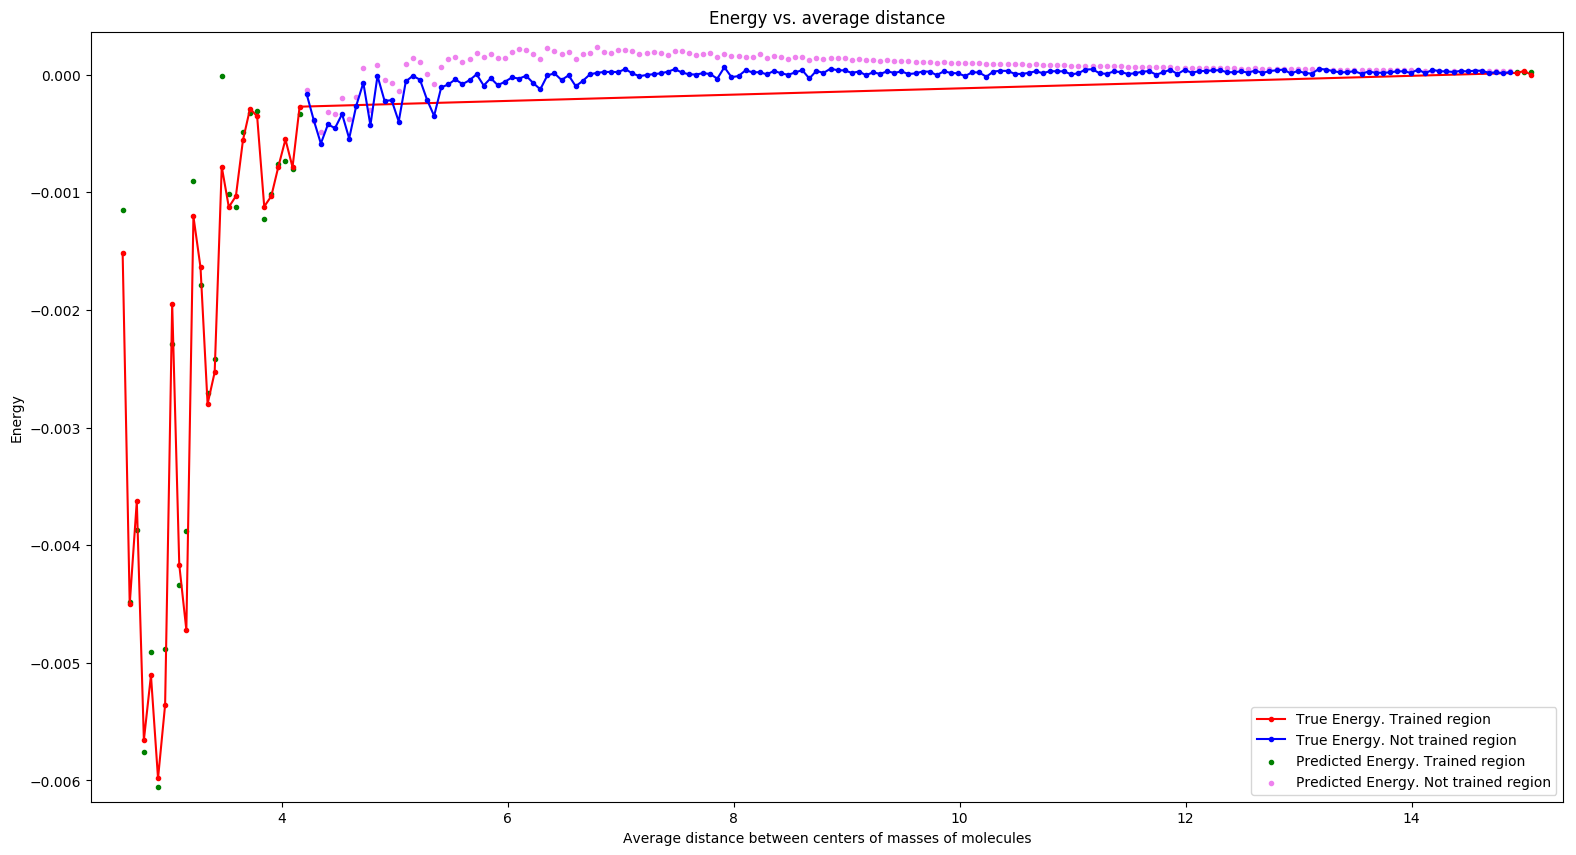 Energy vs. average distance
0.000
−0.001
−0.002
−0.003
−0.004
−0.005
−0.006
Energy
4 6 8 10 12 14
Average distance between centers of masses of molecules
True Energy. Trained region
True Energy. Not trained region
Predicted Energy. Trained region
Predicted Energy. Not trained region